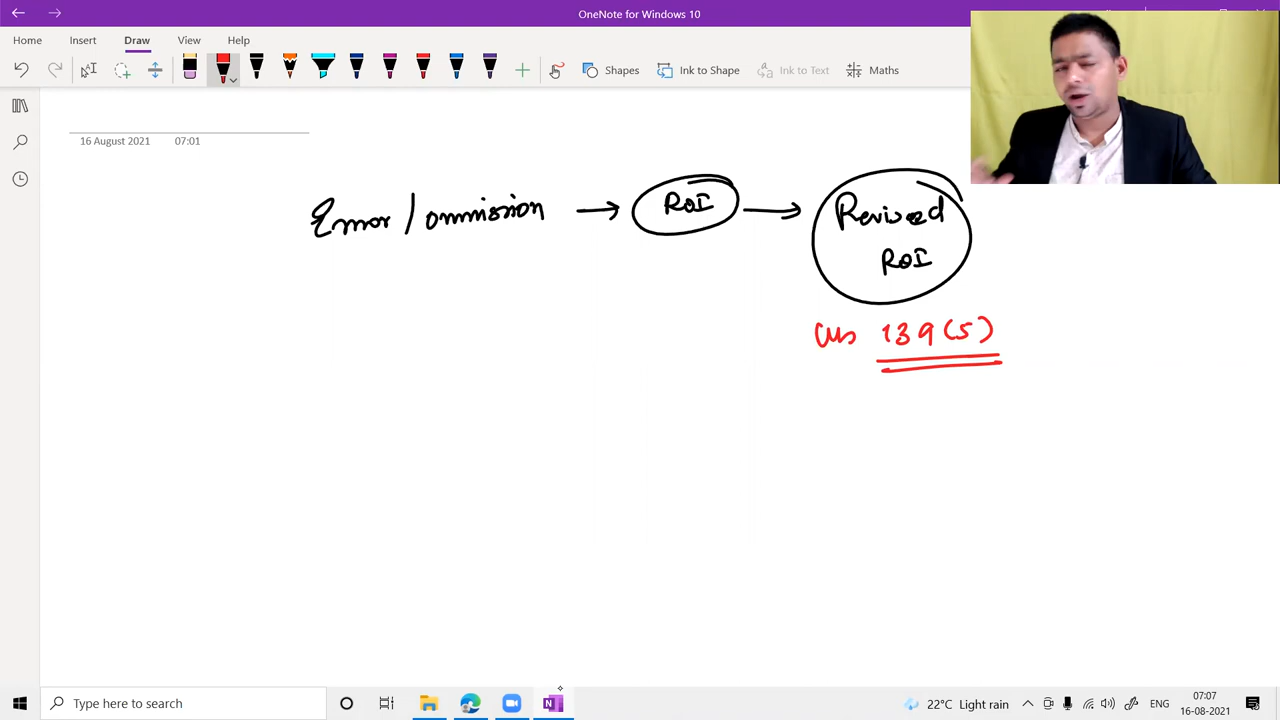 OneNote for Windows 10
Home Insert Draw View Help
Shapes Ink to Shape Ink to Text Maths
16 August 2021 07:01
Error / ommission → ROI → Revised
ROI
u/s 139(5)
Type here to search
22°C Light rain ENG 07:07
16-08-2021